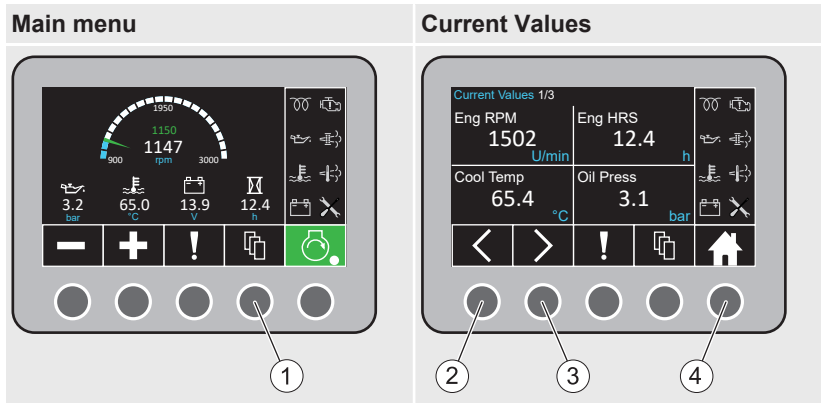 Main menu
Current Values
1950
1150
1147
rpm
900
3000
3.2
bar
65.0
°C
13.9
V
12.4
h
1
Current Values 1/3
Eng RPM
1502
U/min
Eng HRS
12.4
h
Cool Temp
65.4
°C
Oil Press
3.1
bar
2
3
4